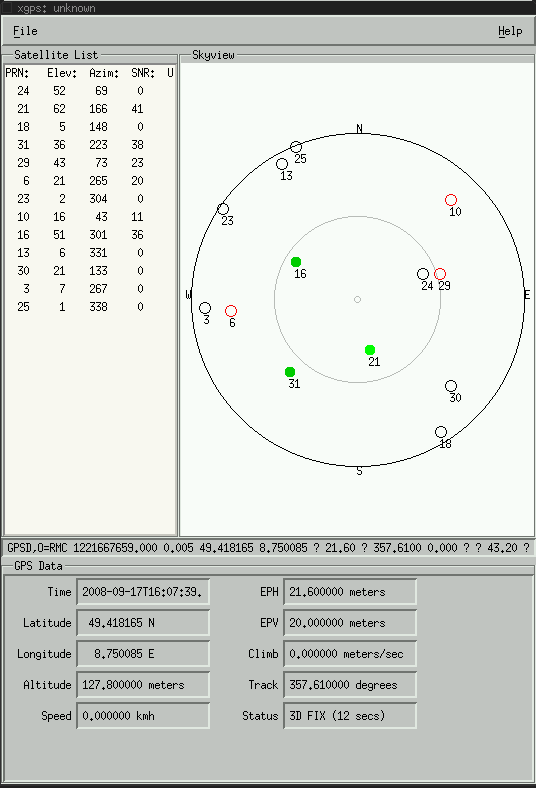 xgps: unknown
File Help
Satellite List
PRN: Elev: Azim: SNR: U
24 52 69 0
21 62 166 41
18 5 148 0
31 36 223 38
29 43 73 23
6 21 265 20
23 2 304 0
10 16 43 11
16 51 301 36
13 6 331 0
30 21 133 0
3 7 267 0
25 1 338 0
Skyview
N
25
13
10
23
16
24 29
W E
3 6
21
31
30
18
S
GPSD,O=RMC 1221667659.000 0.005 49.418165 8.750085 ? 21.60 ? 357.6100 0.000 ? ? 43.20 ?
GPS Data
Time 2008-09-17T16:07:39. EPH 21.600000 meters
Latitude 49.418165 N EPV 20.000000 meters
Longitude 8.750085 E Climb 0.000000 meters/sec
Altitude 127.800000 meters Track 357.610000 degrees
Speed 0.000000 kmh Status 3D FIX (12 secs)